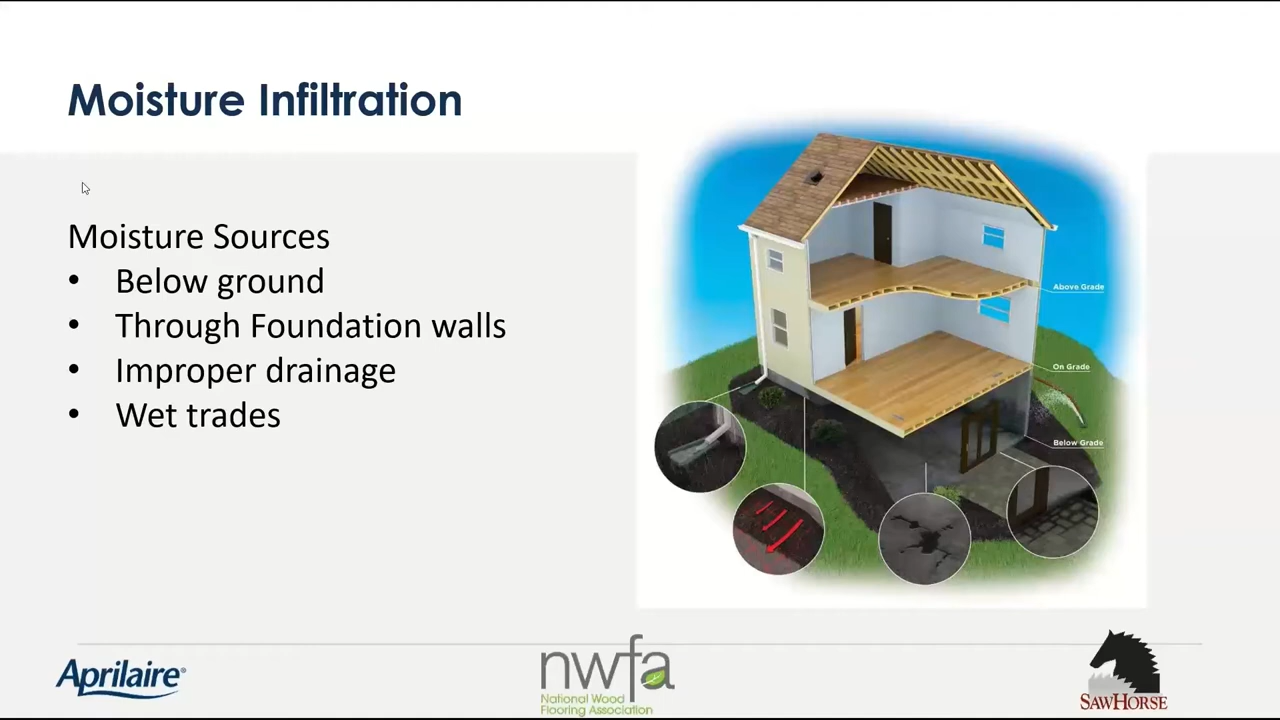 Moisture Infiltration
Moisture Sources
• Below ground
• Through Foundation walls
• Improper drainage
• Wet trades
Above Grade
On Grade
Below Grade
Aprilaire®
nwfa
National Wood
Flooring Association
SAWHORSE